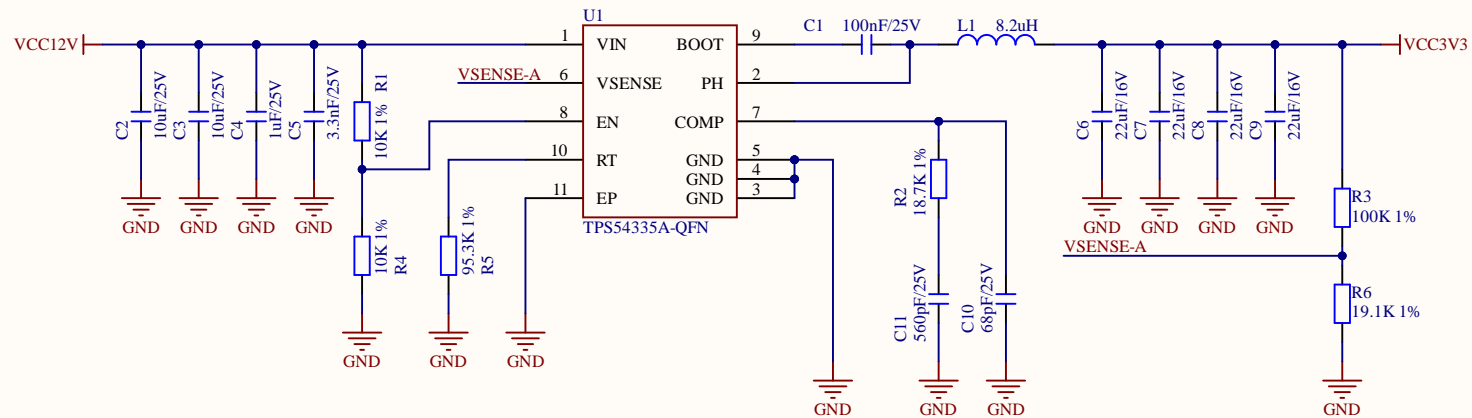 U1
C1
100nF/25V
L1
8.2uH
VCC12V
1
VIN
BOOT
9
VCC3V3
VSENSE-A
6
VSENSE
PH
2
C2
10uF/25V
C3
10uF/25V
C4
1uF/25V
C5
3.3nF/25V
R1
10K 1%
8
EN
COMP
7
C6
22uF/16V
C7
22uF/16V
C8
22uF/16V
C9
22uF/16V
10
RT
GND
5
GND
4
11
EP
GND
3
TPS54335A-QFN
R2
18.7K 1%
R3
100K 1%
GND
GND
GND
GND
GND
GND
GND
GND
10K 1%
R4
95.3K 1%
R5
VSENSE-A
C11
560pF/25V
C10
68pF/25V
R6
19.1K 1%
GND
GND
GND
GND
GND
GND
GND